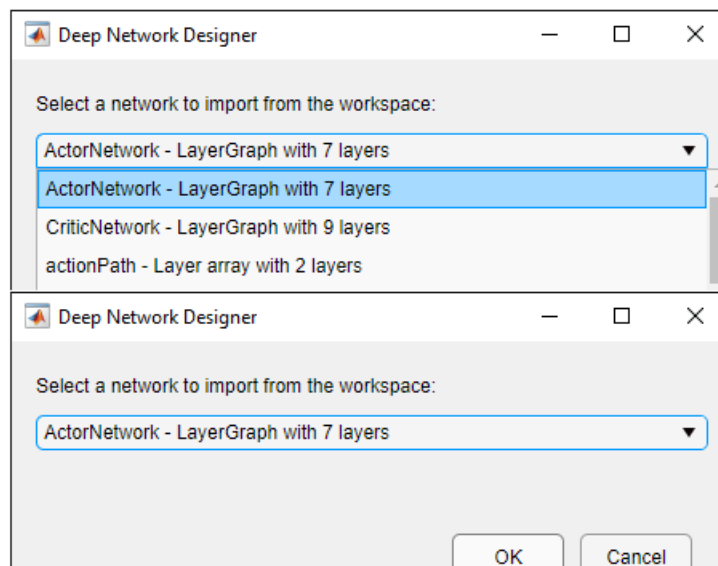 Deep Network Designer
Select a network to import from the workspace:
ActorNetwork - LayerGraph with 7 layers
ActorNetwork - LayerGraph with 7 layers
CriticNetwork - LayerGraph with 9 layers
actionPath - Layer array with 2 layers
Deep Network Designer
Select a network to import from the workspace:
ActorNetwork - LayerGraph with 7 layers
OK Cancel